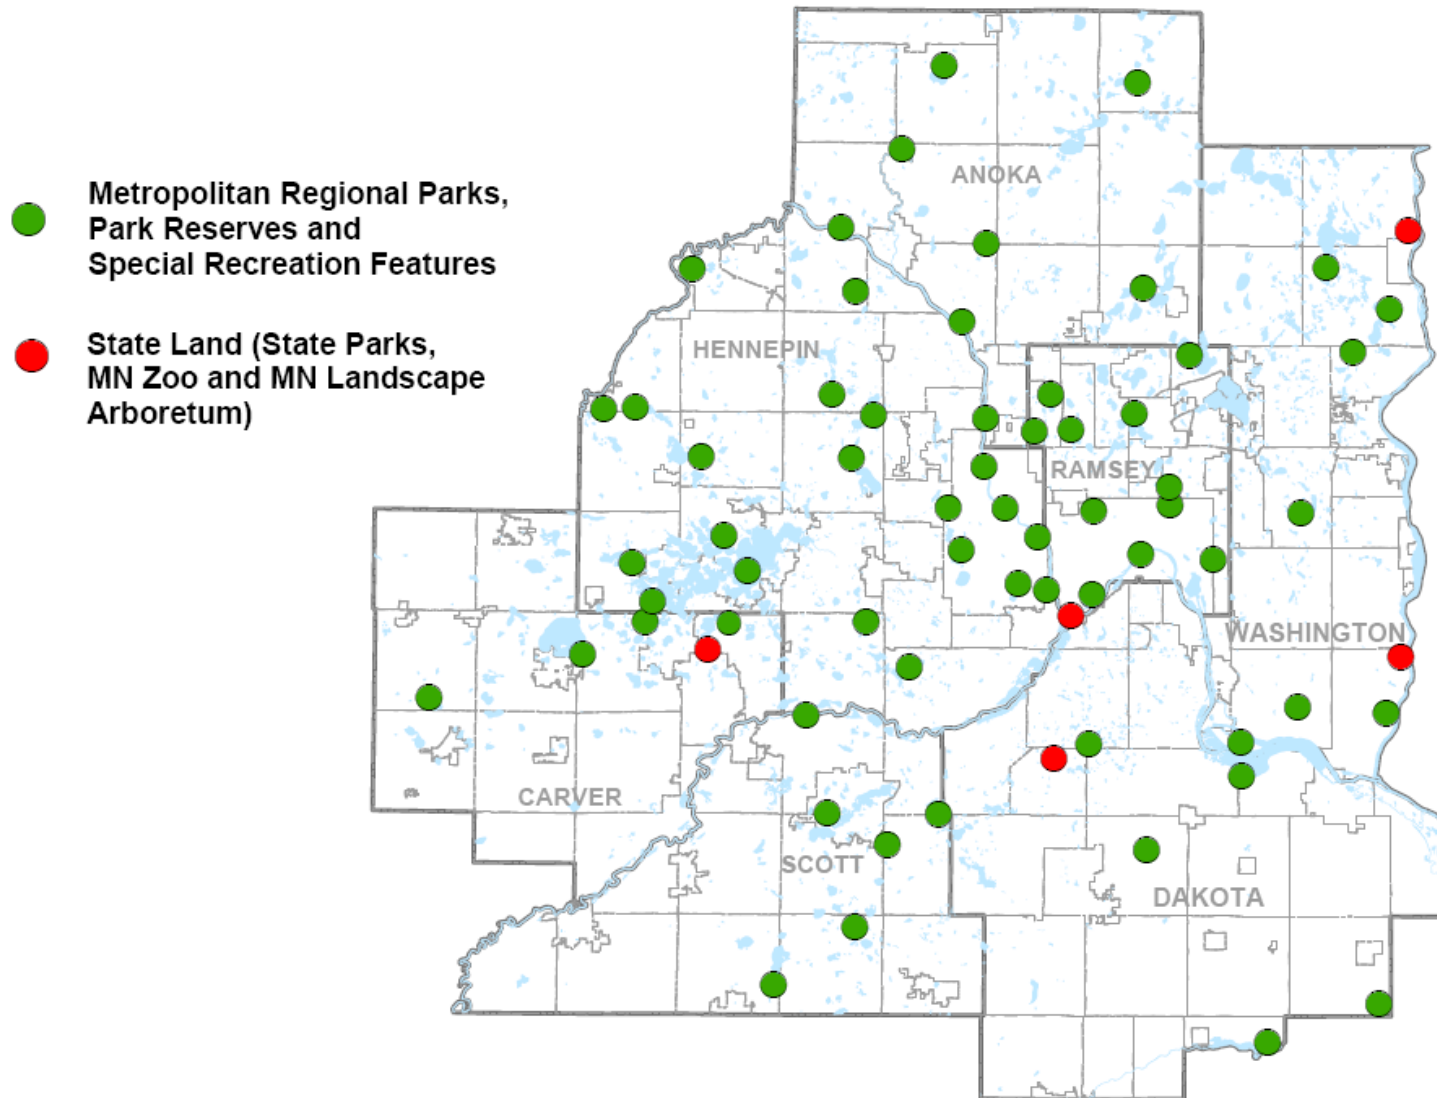 Metropolitan Regional Parks,
Park Reserves and
Special Recreation Features
State Land (State Parks,
MN Zoo and MN Landscape
Arboretum)
ANOKA
HENNEPIN
RAMSEY
WASHINGTON
CARVER
SCOTT
DAKOTA